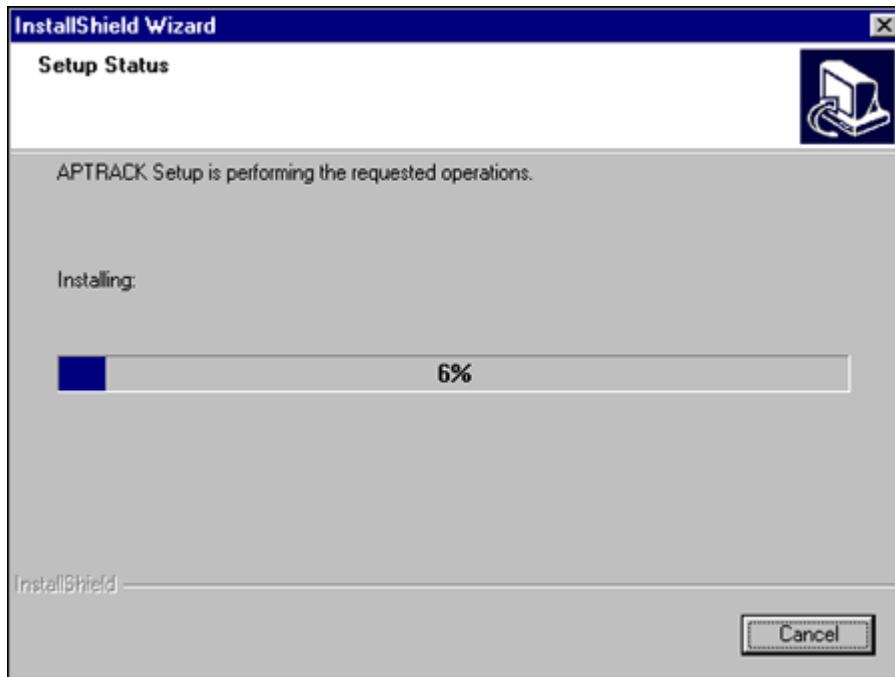 InstallShield Wizard
Setup Status
APTRACK Setup is performing the requested operations.
Installing:
6%
InstallShield
Cancel